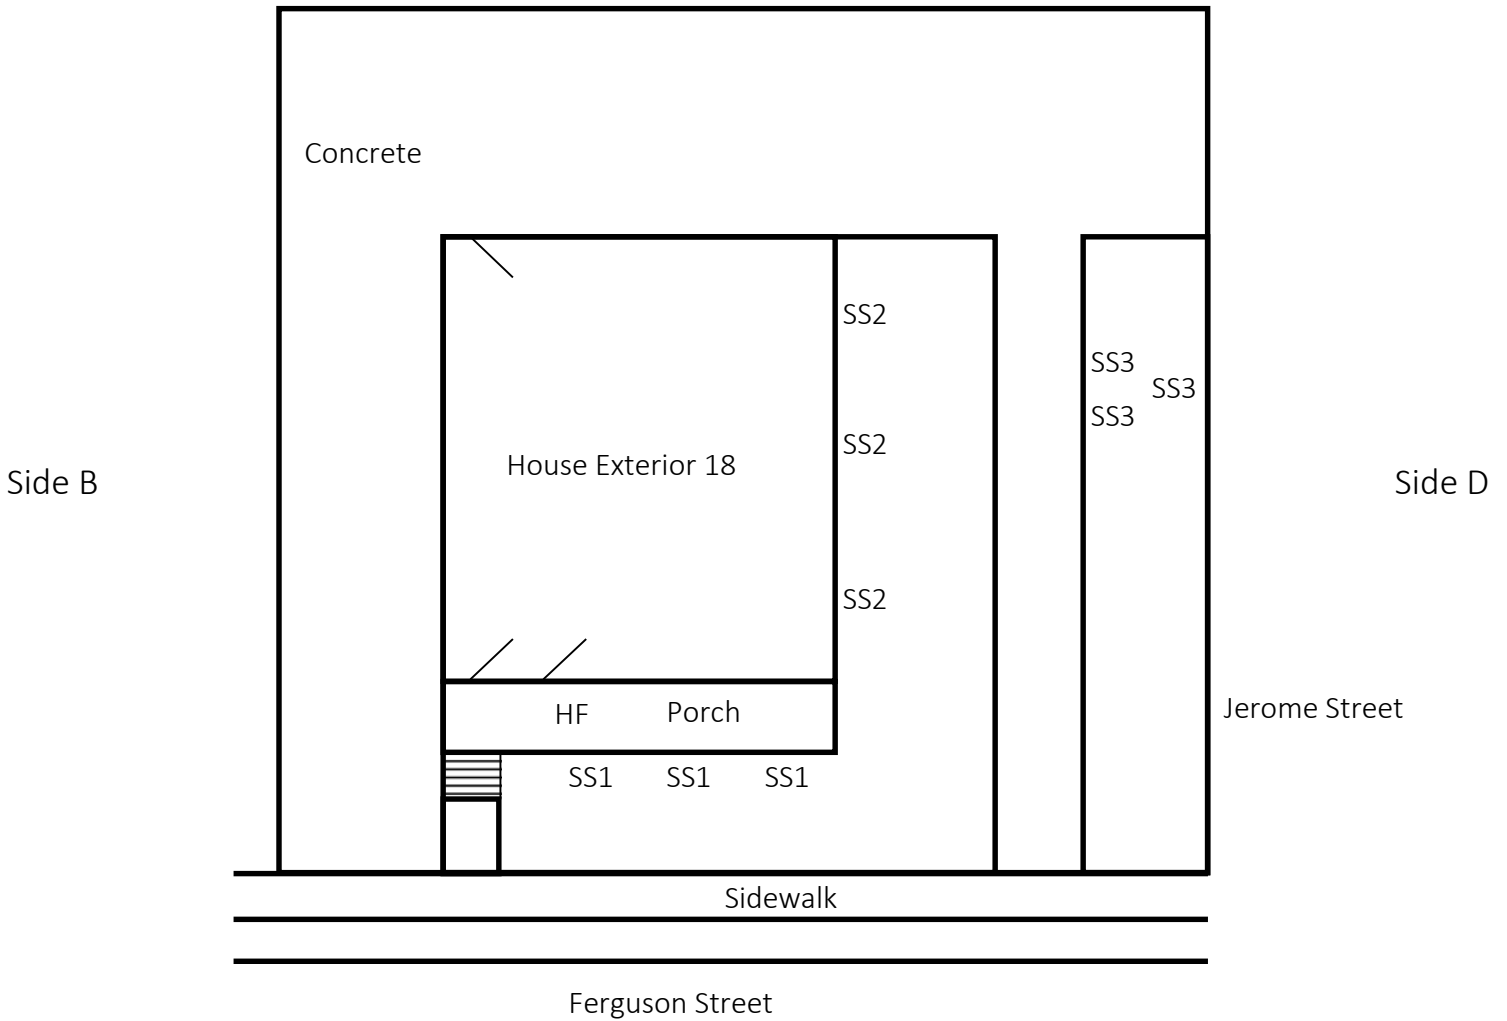 Concrete
SS2
SS3
SS3
SS3
SS2
House Exterior 18
Side B
Side D
SS2
HF
Porch
Jerome Street
SS1
SS1
SS1
Sidewalk
Ferguson Street